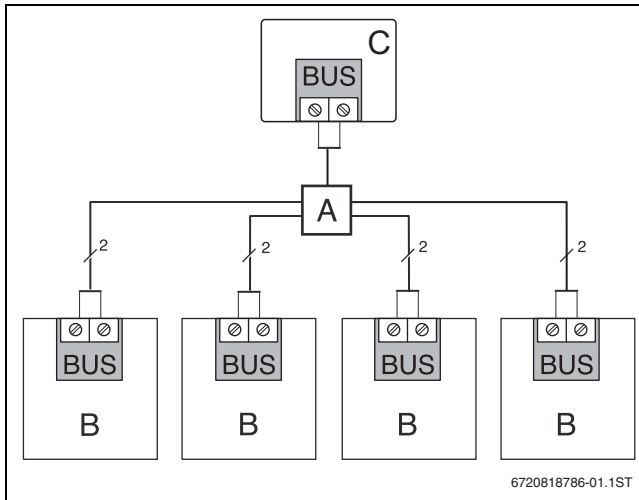 C
BUS
A
2 2 2 2
BUS BUS BUS BUS
B B B B
6720818786-01.1ST